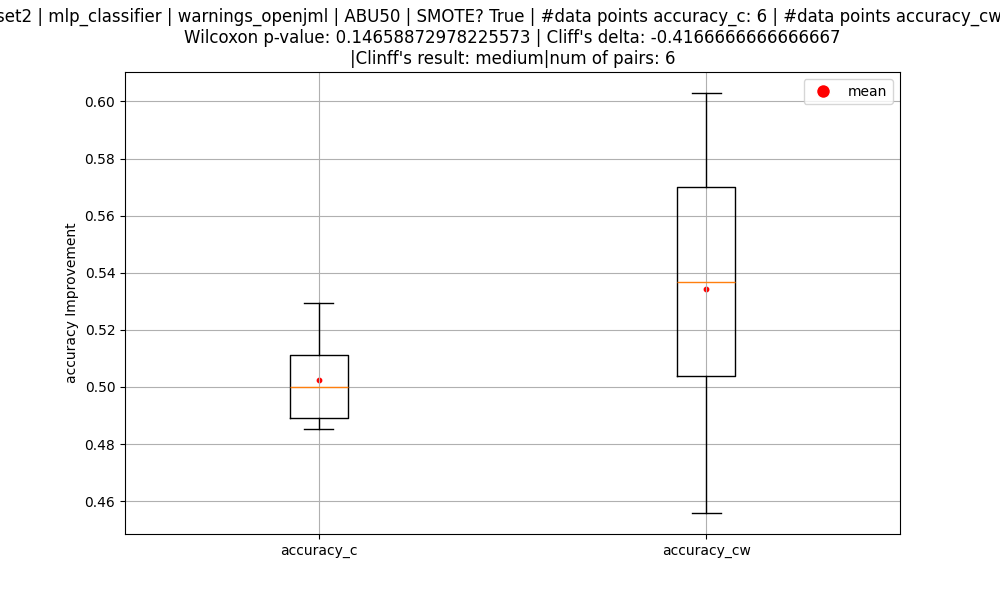 set2 | mlp_classifier | warnings_openjml | ABU50 | SMOTE? True | #data points accuracy_c: 6 | #data points accuracy_cw
Wilcoxon p-value: 0.14658872978225573 | Cliff's delta: -0.4166666666666667
|Clinff's result: medium|num of pairs: 6
mean
accuracy Improvement
0.60
0.58
0.56
0.54
0.52
0.50
0.48
0.46
accuracy_c
accuracy_cw